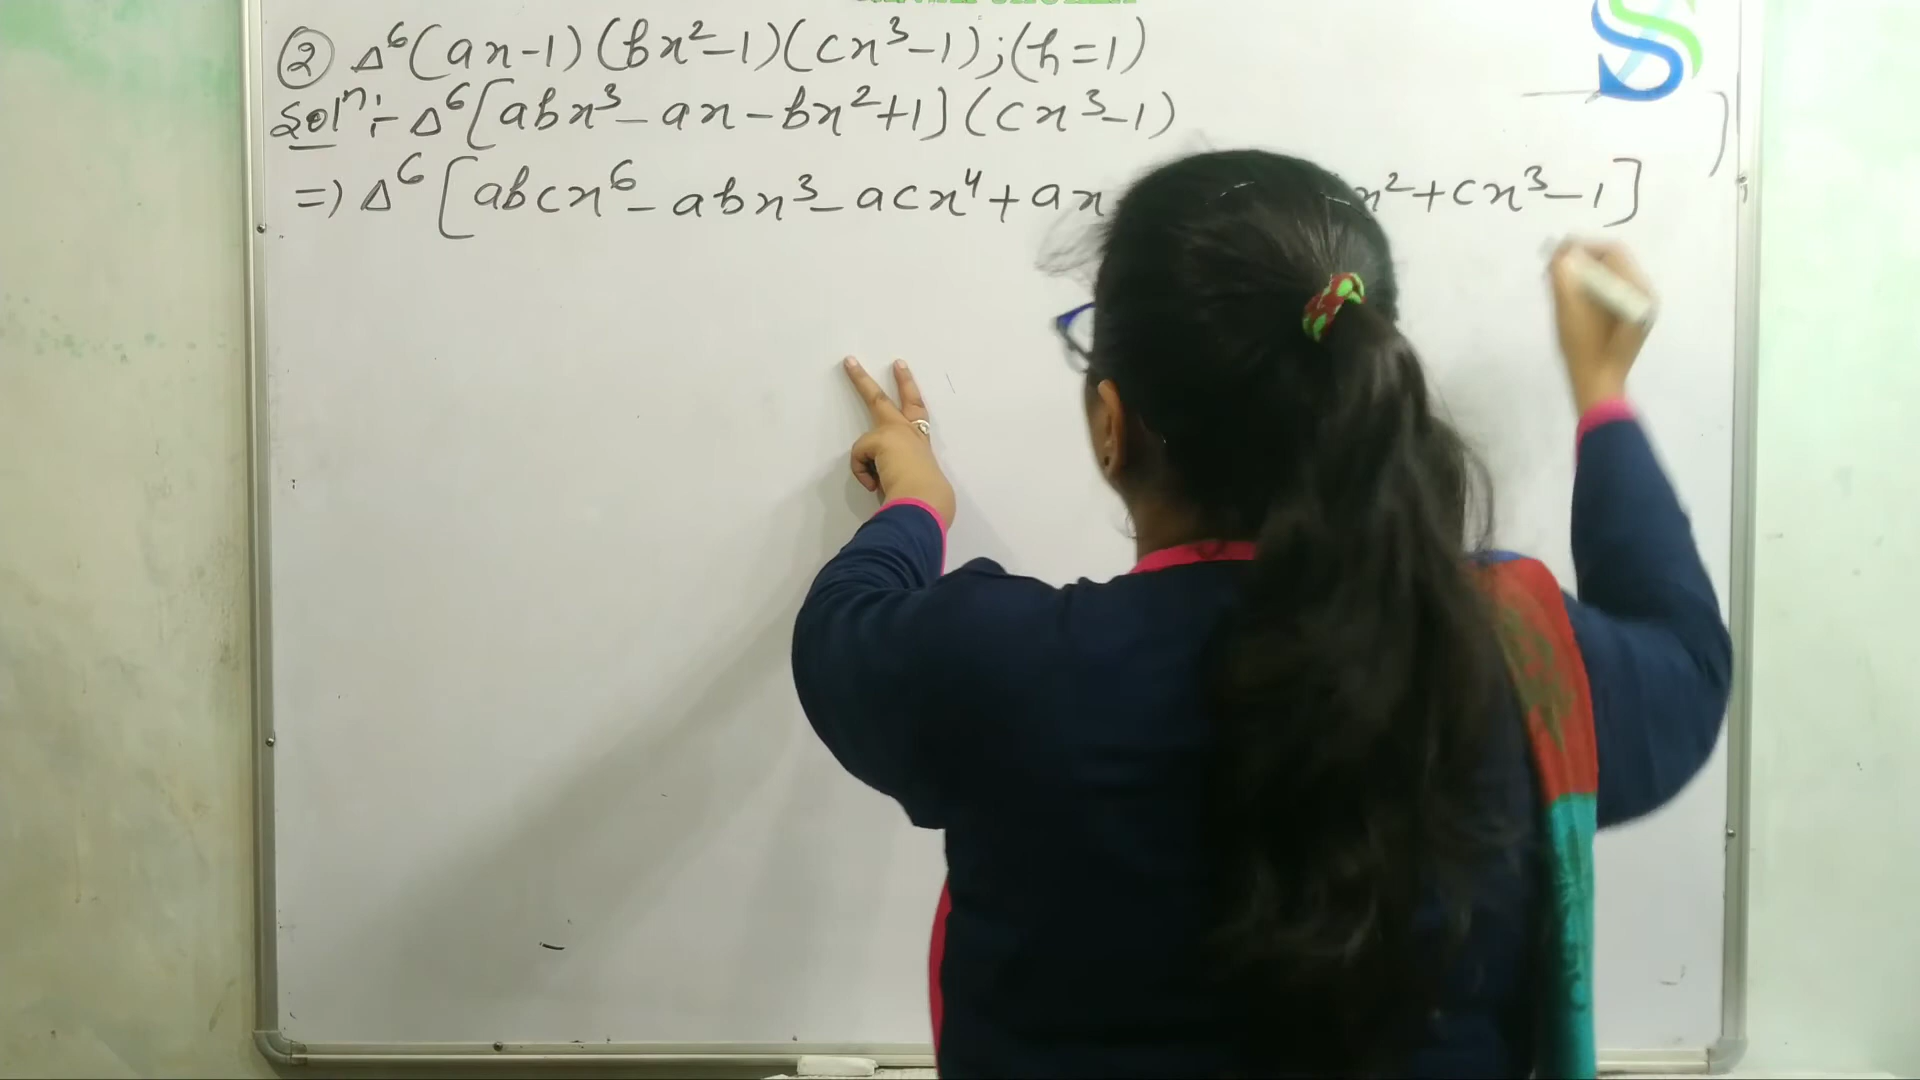 ② Δ⁶(ax-1)(bx²-1)(cx³-1);(h=1)
Solⁿ:- Δ⁶[abx³-ax-bx²+1](cx³-1)
=) Δ⁶[abcx⁶-abx³-acx⁴+ax x²+cx³-1]